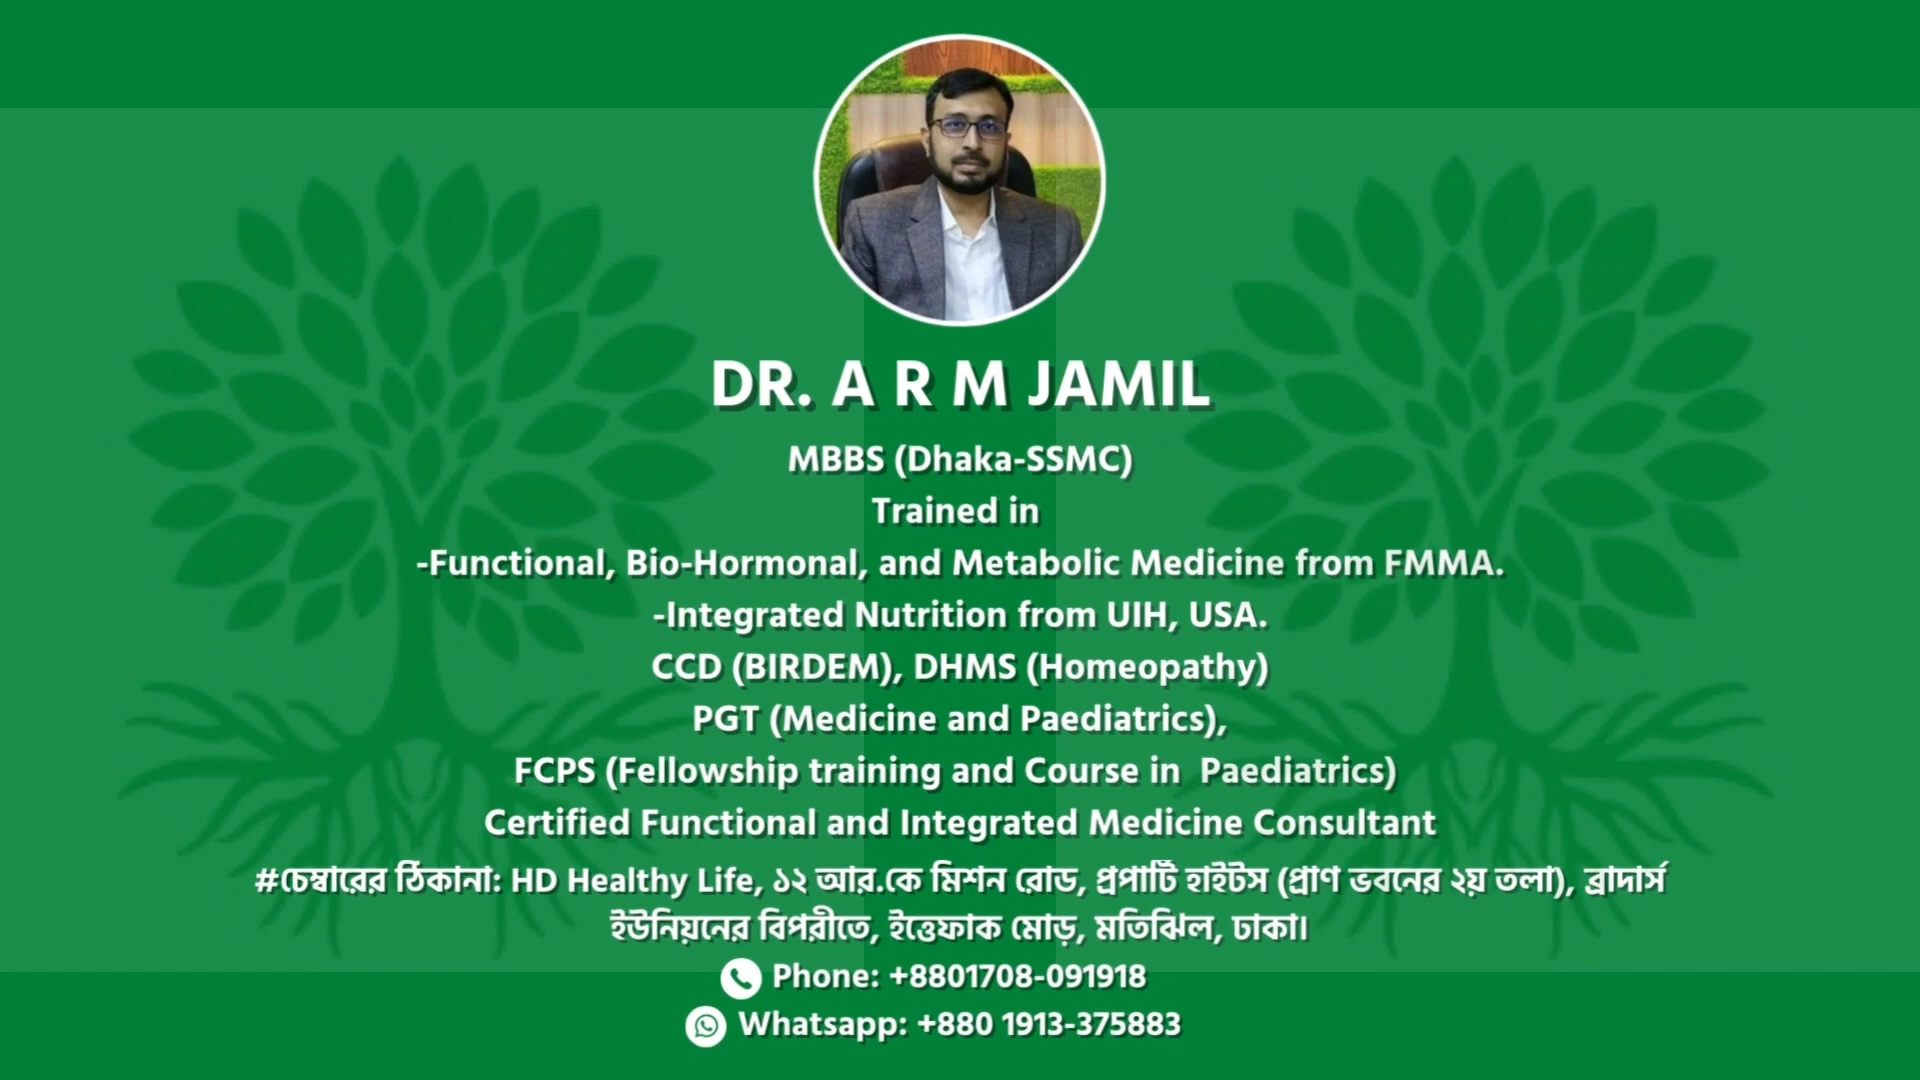 DR. A R M JAMIL
MBBS (Dhaka-SSMC)
Trained in
-Functional, Bio-Hormonal, and Metabolic Medicine from FMMA.
-Integrated Nutrition from UIH, USA.
CCD (BIRDEM), DHMS (Homeopathy)
PGT (Medicine and Paediatrics),
FCPS (Fellowship training and Course in Paediatrics)
Certified Functional and Integrated Medicine Consultant
#চেম্বারের ঠিকানা: HD Healthy Life, ১২ আর.কে মিশন রোড, প্রপার্টি হাইটস (প্রাণ ভবনের ২য় তলা), ব্রাদার্স
ইউনিয়নের বিপরীতে, ইত্তেফাক মোড়, মতিঝিল, ঢাকা।
Phone: +8801708-091918
Whatsapp: +880 1913-375883